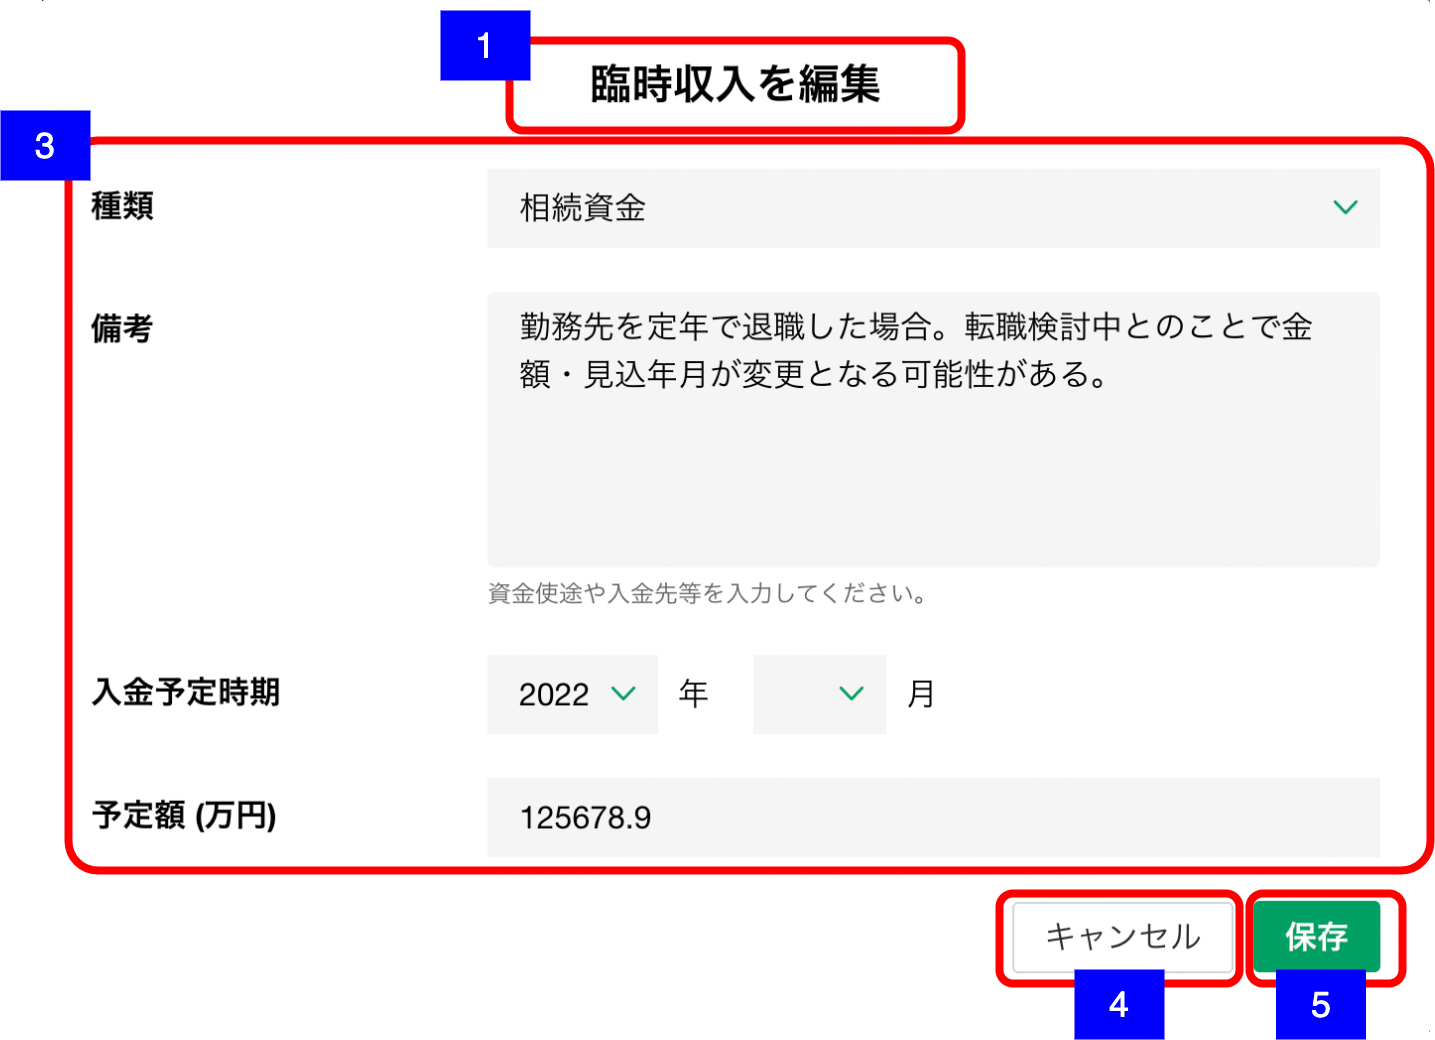 1
臨時収入を編集
3
種類
相続資金
備考
勤務先を定年で退職した場合。転職検討中とのことで金
額・見込年月が変更となる可能性がある。
資金使途や入金先等を入力してください。
入金予定時期
2022 年 月
予定額 (万円)
125678.9
キャンセル
保存
4
5